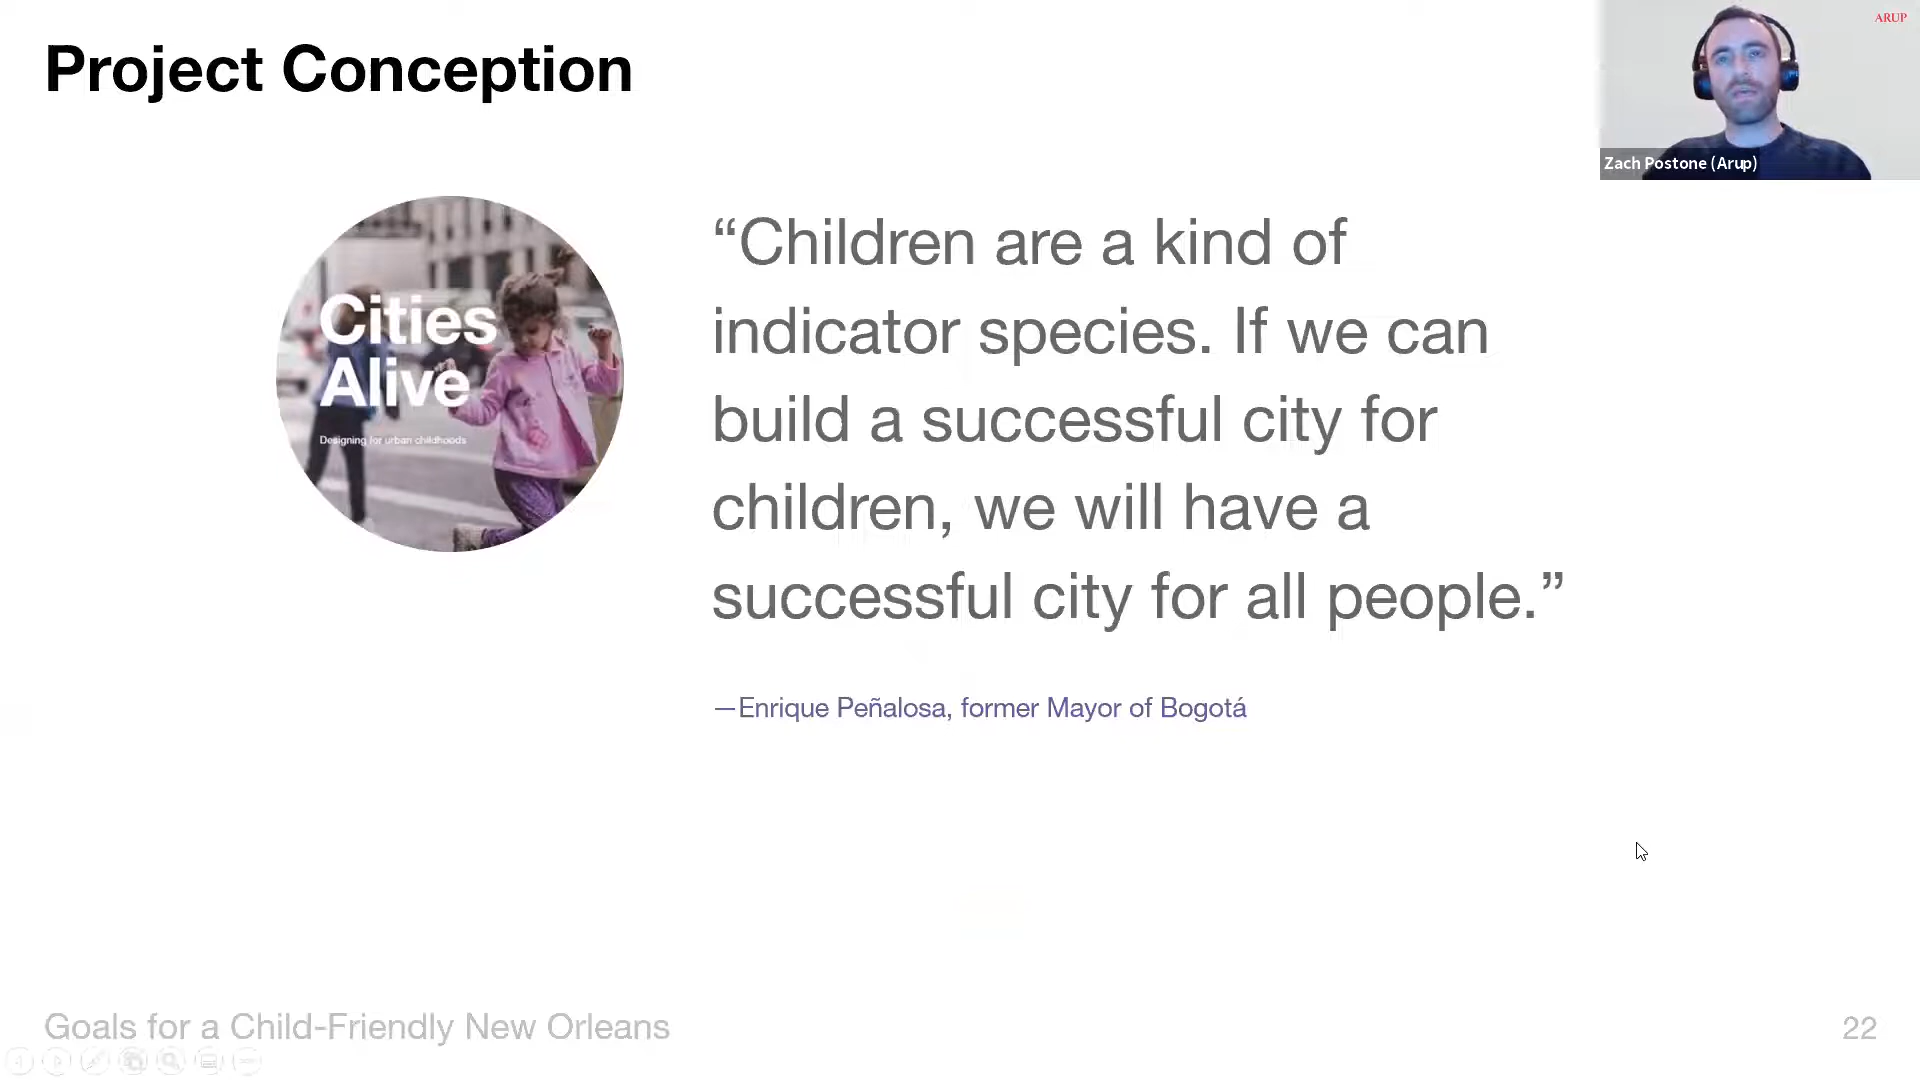 Project Conception
ARUP
Zach Postone (Arup)
Cities
Alive
Designing for urban childhoods
“Children are a kind of
indicator species. If we can
build a successful city for
children, we will have a
successful city for all people.”
—Enrique Peñalosa, former Mayor of Bogotá
Goals for a Child-Friendly New Orleans
22